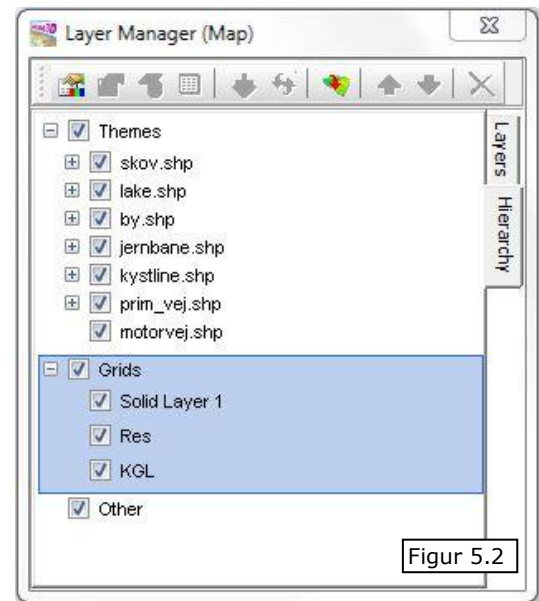 Layer Manager (Map)
Themes
skov.shp
lake.shp
by.shp
jernbane.shp
kystline.shp
prim_vej.shp
motorvej.shp
Grids
Solid Layer 1
Res
KGL
Other
Layers
Hierarchy
Figur 5.2